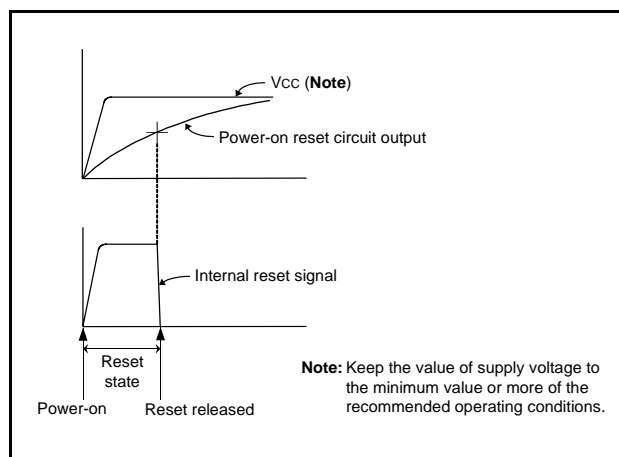 VCC (Note)
Power-on reset circuit output
Internal reset signal
Reset
state
Power-on
Reset released
Note: Keep the value of supply voltage to
the minimum value or more of the
recommended operating conditions.